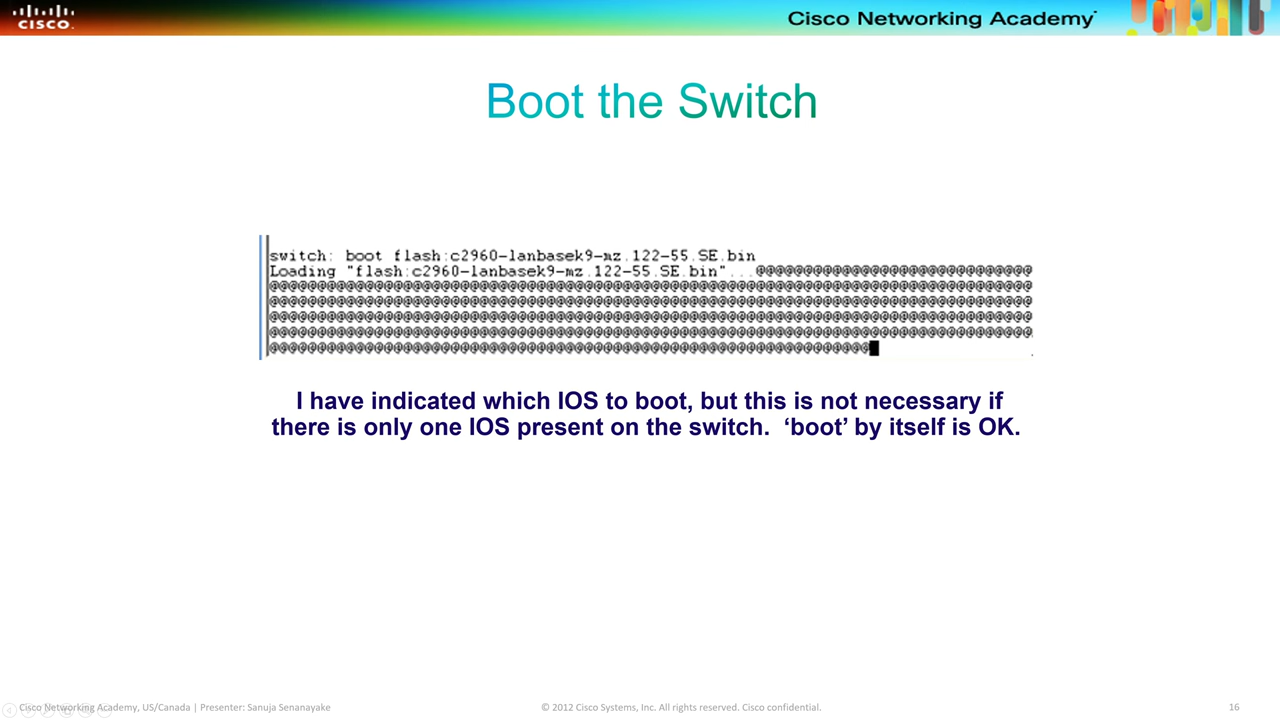 CISCO.
Cisco Networking Academy
Boot the Switch
switch: boot flash:c2960-lanbasek9-mz.122-55.SE.bin
Loading "flash:c2960-lanbasek9-mz.122-55.SE.bin"...@@@@@@@@@@@@@@@@@@@@@@@@@@@@@
@@@@@@@@@@@@@@@@@@@@@@@@@@@@@@@@@@@@@@@@@@@@@@@@@@@@@@@@@@@@@@@@@@@@@@@@@@@@@@@@
@@@@@@@@@@@@@@@@@@@@@@@@@@@@@@@@@@@@@@@@@@@@@@@@@@@@@@@@@@@@@@@@@@@@@@@@@@@@@@@@
@@@@@@@@@@@@@@@@@@@@@@@@@@@@@@@@@@@@@@@@@@@@@@@@@@@@@@@@@@@@@@@@@@@@@@@@@@@@@@@@
@@@@@@@@@@@@@@@@@@@@@@@@@@@@@@@@@@@@@@@@@@@@@@@@@@@@@@@@@@@@@@@@@@@@@@@@@@@@@@@@
@@@@@@@@@@@@@@@@@@@@@@@@@@@@@@@@@@@@@@@@@@@@@@@@@@@@@@@@@@@@@@@
I have indicated which IOS to boot, but this is not necessary if
there is only one IOS present on the switch.  ‘boot’ by itself is OK.
Cisco Networking Academy, US/Canada | Presenter: Sanuja Senanayake
© 2012 Cisco Systems, Inc. All rights reserved. Cisco confidential.
16